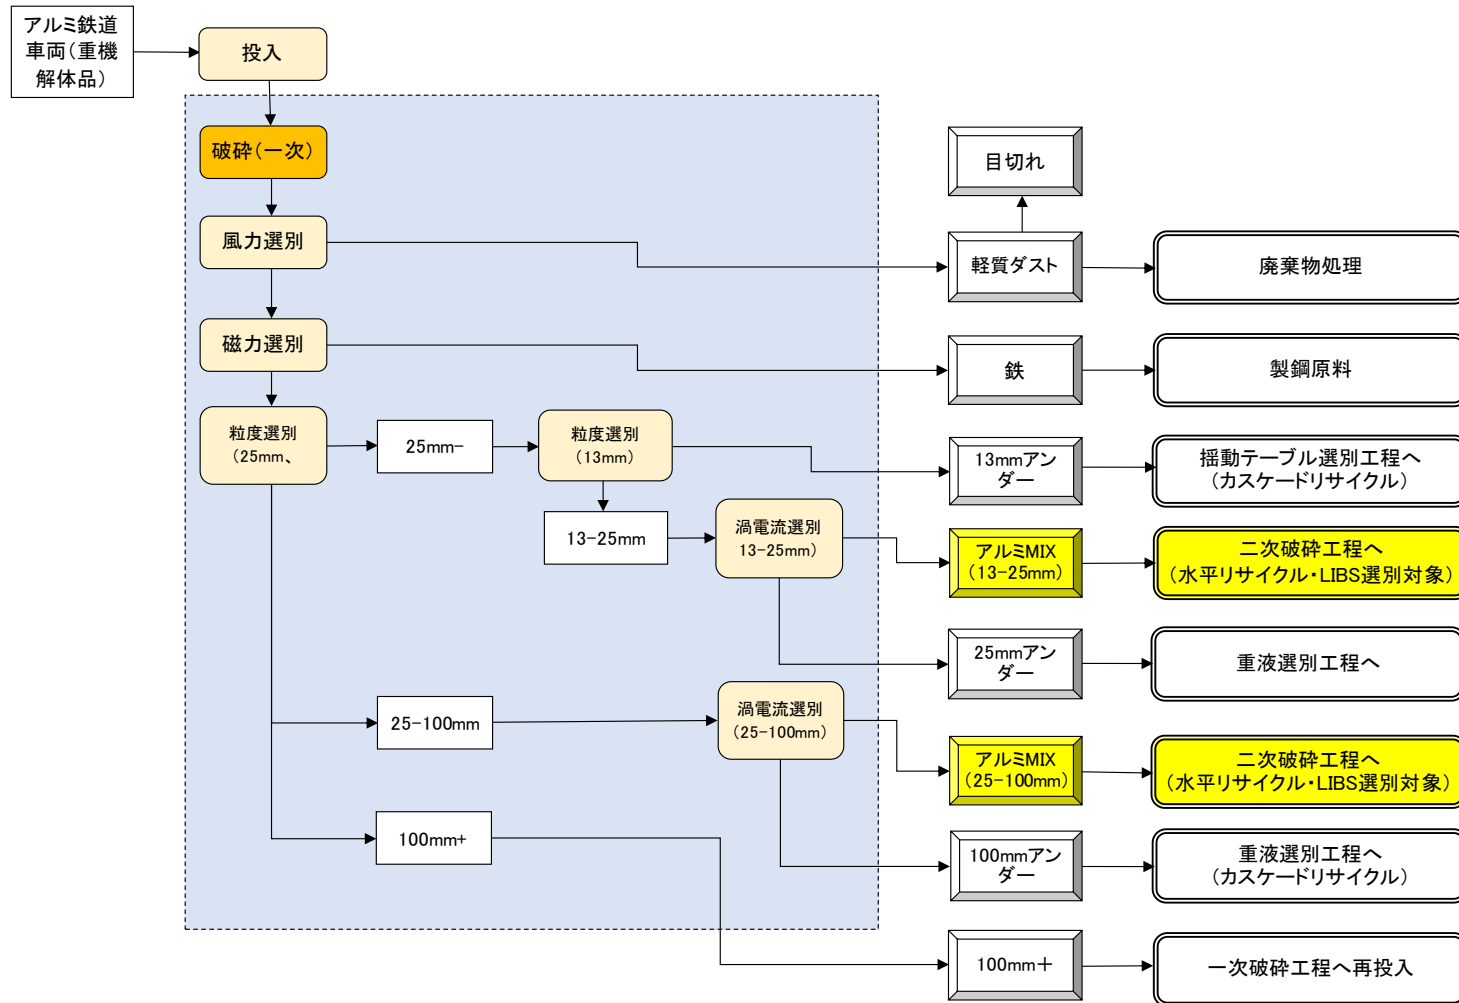 アルミ鉄道
車両(重機
解体品)
投入
破砕(一次)
目切れ
風力選別
軽質ダスト
廃棄物処理
磁力選別
鉄
製鋼原料
粒度選別
(25mm、
25mm-
粒度選別
(13mm)
13mmアン
ダー
揺動テーブル選別工程へ
(カスケードリサイクル)
13-25mm
渦電流選別
13-25mm)
アルミMIX
(13-25mm)
二次破砕工程へ
(水平リサイクル・LIBS選別対象)
25mmアン
ダー
重液選別工程へ
25-100mm
渦電流選別
(25-100mm)
アルミMIX
(25-100mm)
二次破砕工程へ
(水平リサイクル・LIBS選別対象)
100mm+
100mmアン
ダー
重液選別工程へ
(カスケードリサイクル)
100mm＋
一次破砕工程へ再投入